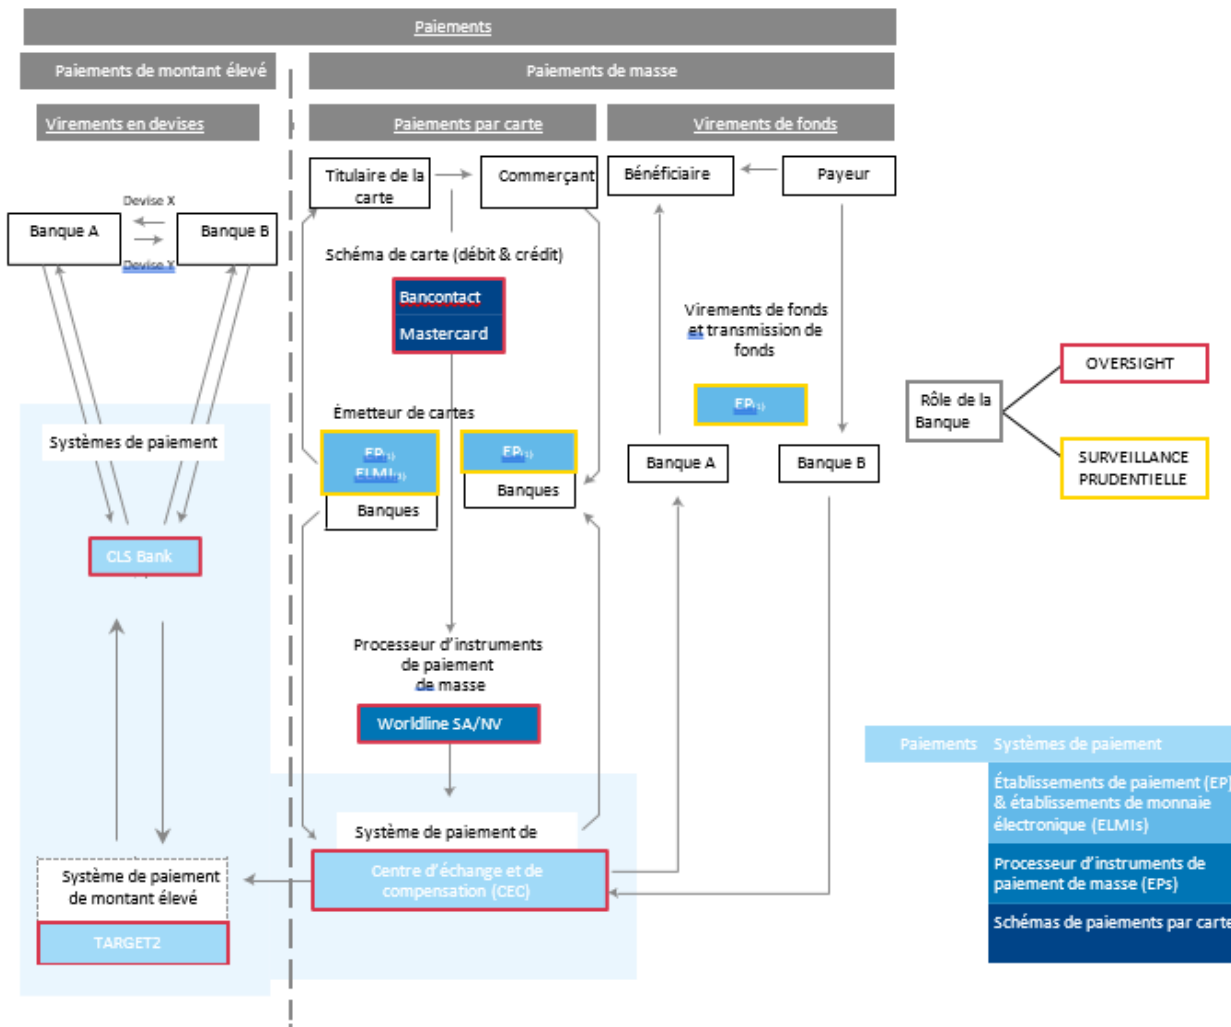 Paiements
Paiements de montant élevé
Paiements de masse
Virements en devises
Paiements par carte
Virements de fonds
Titulaire de la
carte
Commerçant
Bénéficiaire
Payeur
Devise X
Banque A
Banque B
Devise Y
Schéma de carte (débit & crédit)
Bancontact
Mastercard
Virements de fonds
et transmission de
fonds
EP(1)
OVERSIGHT
Rôle de la
Banque
SURVEILLANCE
PRUDENTIELLE
Émetteur de cartes
EP(1)
ELMI(1)
Banques
EP(1)
Banques
Banque A
Banque B
Systèmes de paiement
CLS Bank
Processeur d'instruments
de paiement
de masse
Worldline SA/NV
Système de paiement de
Centre d'échange et de
compensation (CEC)
Système de paiement
de montant élevé
TARGET2
Paiements
Systèmes de paiement
Établissements de paiement (EP)
& établissements de monnaie
électronique (ELMIs)
Processeur d'instruments de
paiement de masse (EPs)
Schémas de paiements par carte